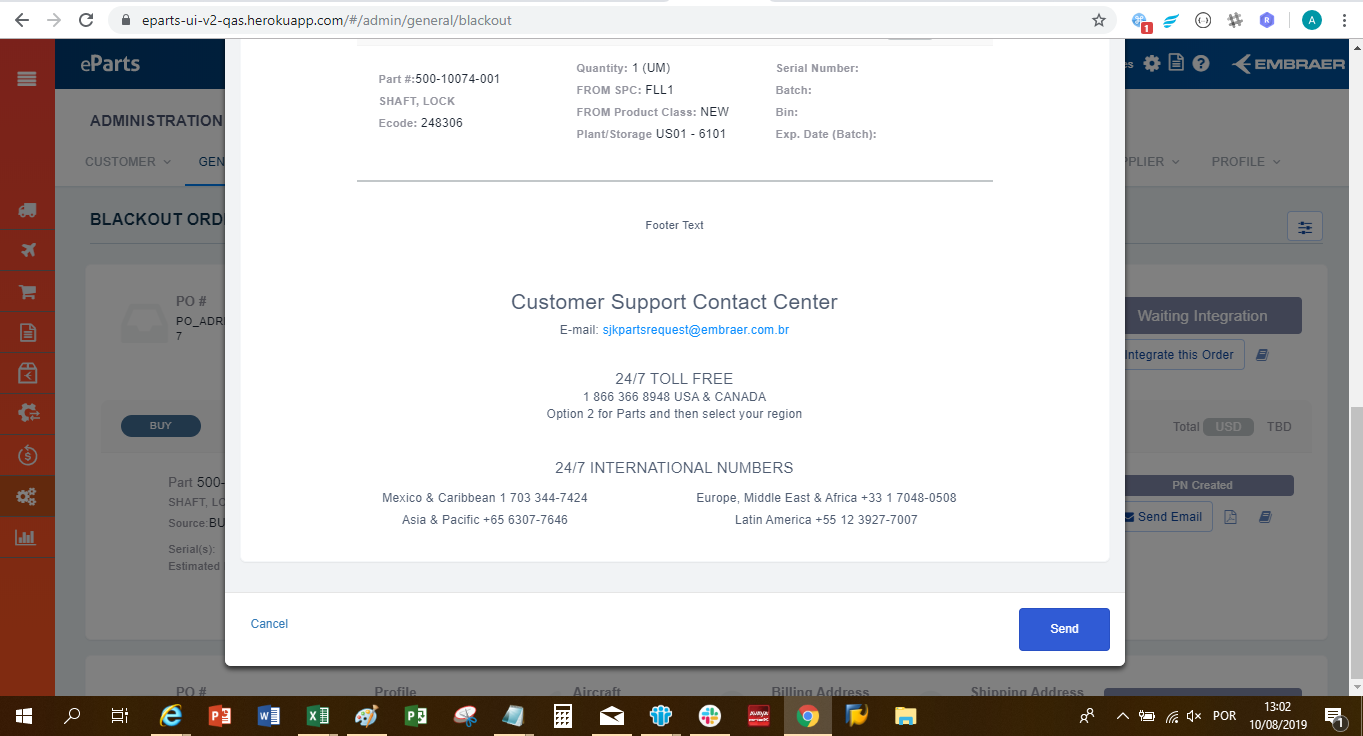 eparts-ui-v2-qas.herokuapp.com/#/admin/general/blackout
1
A
eParts
es
?
EMBRAER
ADMINISTRATION
CUSTOMER
GEN
PPLIER
PROFILE
Part #:500-10074-001
SHAFT, LOCK
Ecode: 248306
Quantity: 1 (UM)
FROM SPC: FLL1
FROM Product Class: NEW
Plant/Storage US01 - 6101
Serial Number:
Batch:
Bin:
Exp. Date (Batch):
BLACKOUT ORD
Footer Text
PO #
PO_ADR
7
Customer Support Contact Center
E-mail: sjkpartsrequest@embraer.com.br
Waiting Integration
Integrate this Order
24/7 TOLL FREE
1 866 366 8948 USA & CANADA
Option 2 for Parts and then select your region
BUY
Total USD TBD
24/7 INTERNATIONAL NUMBERS
Mexico & Caribbean 1 703 344-7424
Europe, Middle East & Africa +33 1 7048-0508
Asia & Pacific +65 6307-7646
Latin America +55 12 3927-7007
Part 500-
SHAFT, LO
Source:BU
Serial(s):
Estimated
PN Created
Send Email
Cancel
Send
PO #
Profile
Aircraft
Billing Address
Shipping Address
POR
13:02
10/08/2019
1